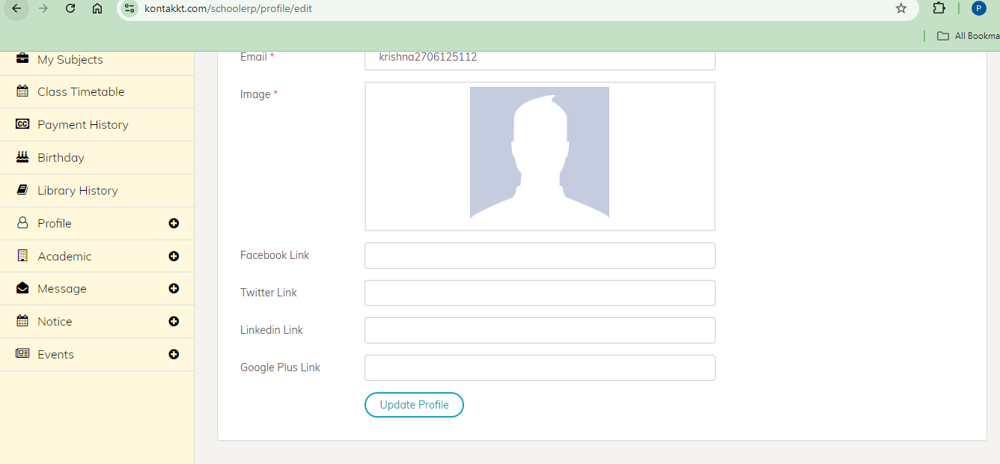 kontakkt.com/schoolerp/profile/edit
P
All Bookma
My Subjects
Class Timetable
CC Payment History
Birthday
Library History
Profile
Academic
Message
Notice
Events
Email *
krishna2706125112
Image *
Facebook Link
Twitter Link
Linkedin Link
Google Plus Link
Update Profile